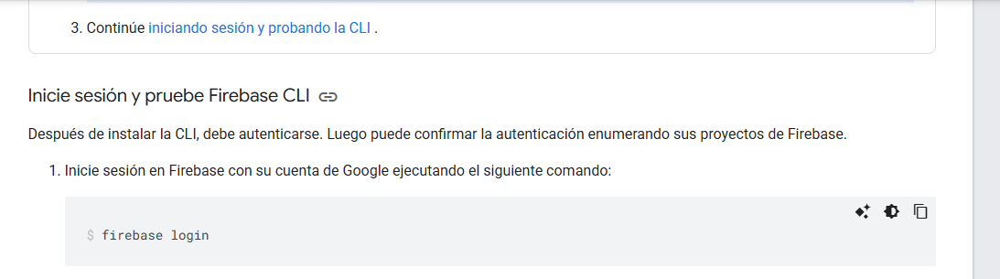 3. Continúe iniciando sesión y probando la CLI .
Inicie sesión y pruebe Firebase CLI
Después de instalar la CLI, debe autenticarse. Luego puede confirmar la autenticación enumerando sus proyectos de Firebase.
1. Inicie sesión en Firebase con su cuenta de Google ejecutando el siguiente comando:
$ firebase login